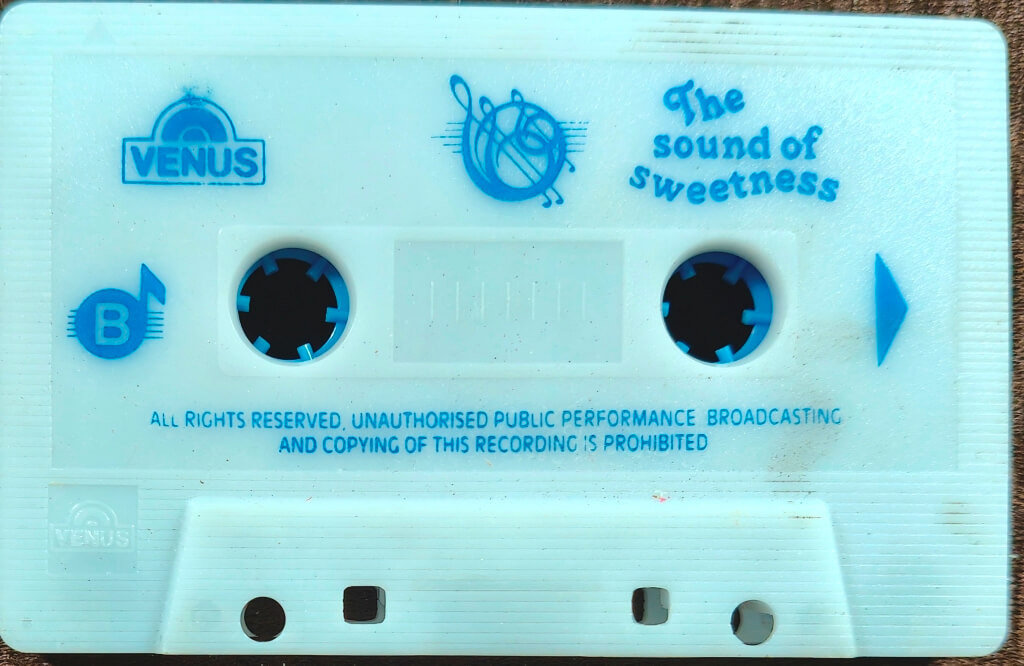 VENUS
The
sound of
sweetness
B
ALL RIGHTS RESERVED, UNAUTHORISED PUBLIC PERFORMANCE BROADCASTING
AND COPYING OF THIS RECORDING IS PROHIBITED
VENUS